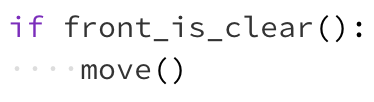 if front_is_clear():
    move()